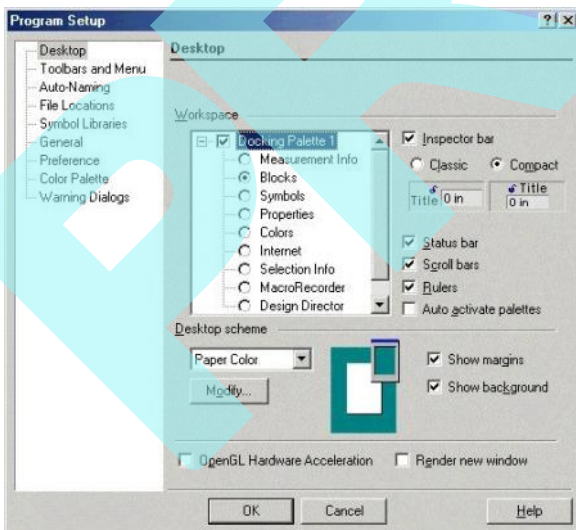 Program Setup
Desktop
Toolbars and Menu
Auto-Naming
File Locations
Symbol Libraries
General
Preference
Color Palette
Warning Dialogs
Desktop
Workspace
Docking Palette 1
Measurement Info
Blocks
Symbols
Properties
Colors
Internet
Selection Info
MacroRecorder
Design Director
Inspector bar
Classic
Compact
Title 0 in
Title
0 in
Status bar
Scroll bars
Rulers
Auto activate palettes
Desktop scheme
Paper Color
Modify...
Show margins
Show background
OpenGL Hardware Acceleration
Render new window
OK
Cancel
Help